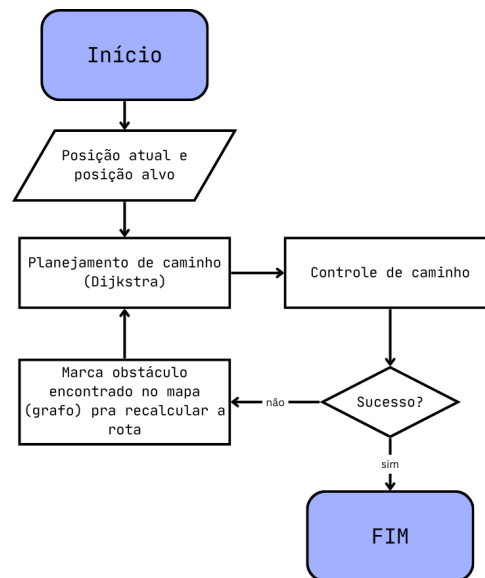 Início
Posição atual e
posição alvo
Planejamento de caminho
(Dijkstra)
Controle de caminho
Marca obstáculo
encontrado no mapa
(grafo) pra recalcular a
rota
não
Sucesso?
sim
FIM